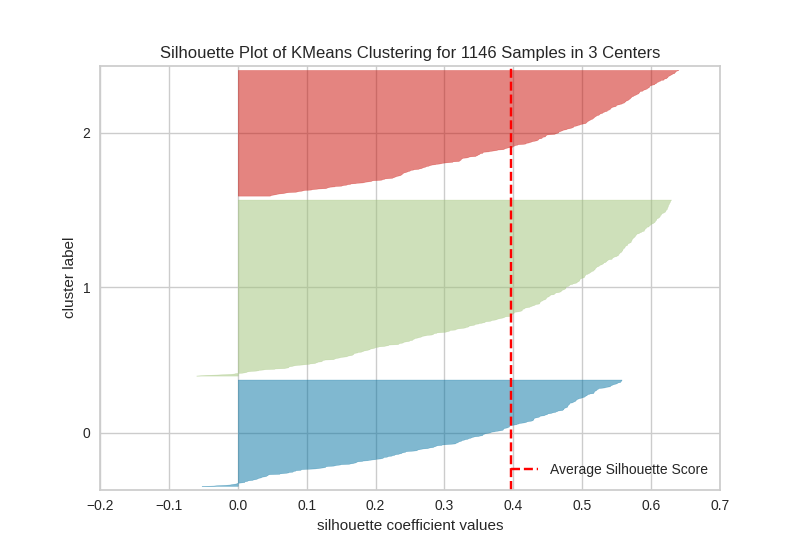 Silhouette Plot of KMeans Clustering for 1146 Samples in 3 Centers
cluster label
2
1
0
Average Silhouette Score
−0.2 −0.1 0.0 0.1 0.2 0.3 0.4 0.5 0.6 0.7
silhouette coefficient values